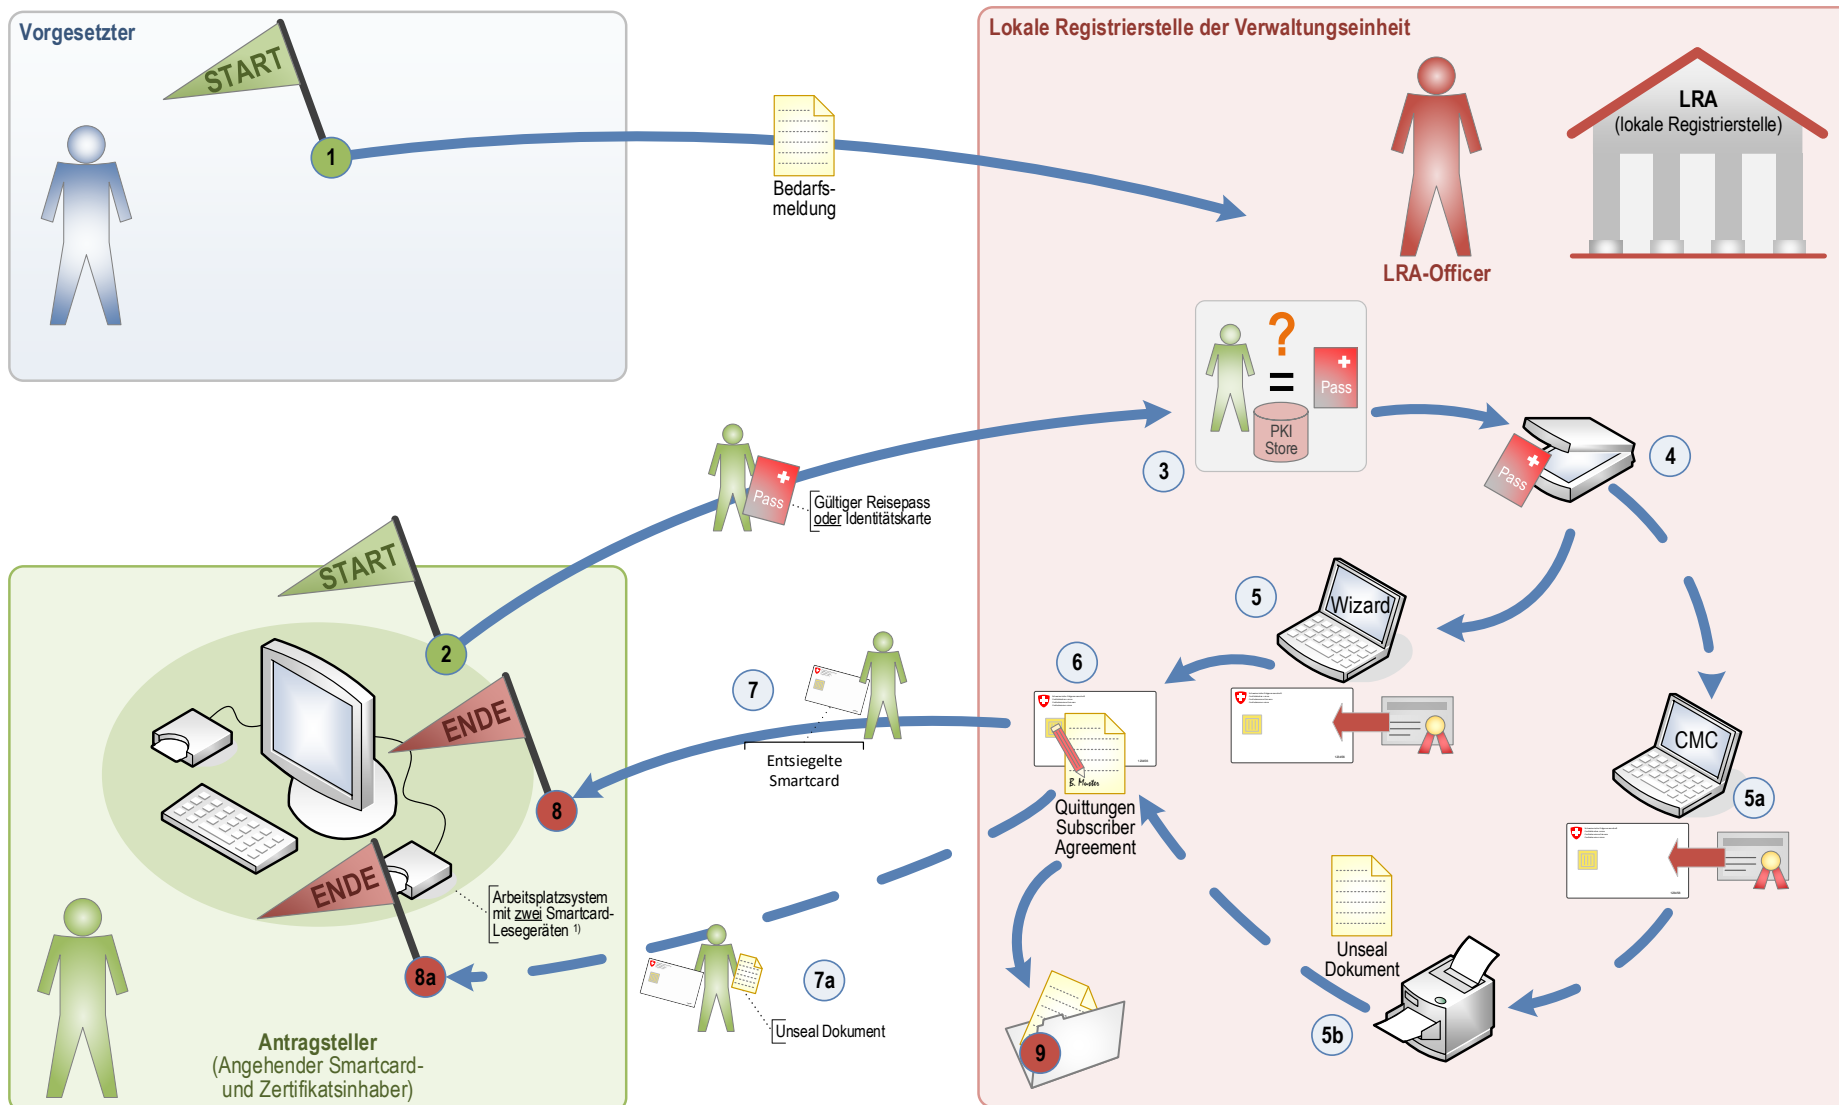 Vorgesetzter
START
1
Bedarfs-
meldung
Lokale Registrierstelle der Verwaltungseinheit
LRA
(lokale Registrierstelle)
LRA-Officer
?
=
Pass
PKI
Store
3
Pass
4
Pass
Gültiger Reisepass
oder Identitätskarte
START
2
ENDE
8
ENDE
8a
Arbeitsplatzsystem
mit zwei Smartcard-
Lesegeräten 1)
Antragsteller
(Angehender Smartcard-
und Zertifikatsinhaber)
7
Entsiegelte
Smartcard
7a
Unseal Dokument
5
Wizard
6
B. Muster
Quittungen
Subscriber
Agreement
CMC
5a
Unseal
Dokument
5b
9